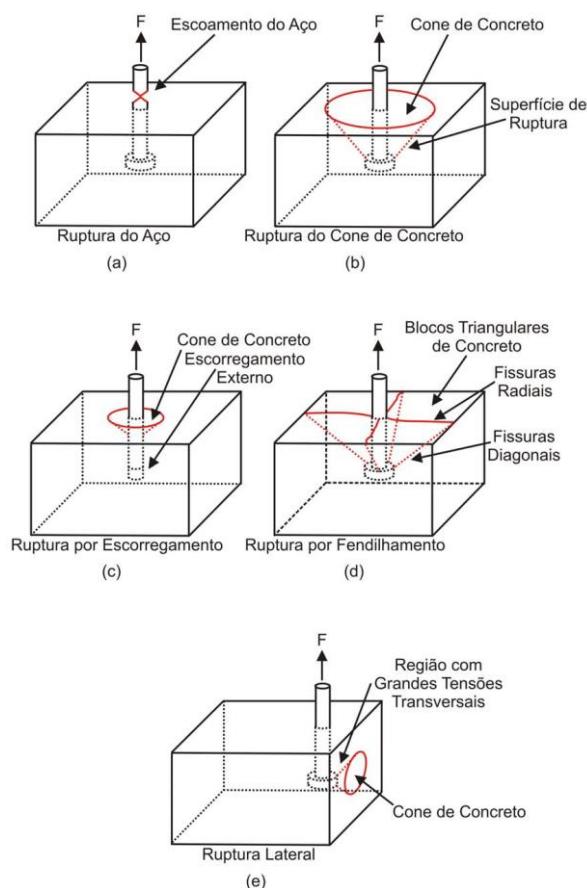 F
Escoamento do Aço
Ruptura do Aço
(a)
F
Cone de Concreto
Superfície de
Ruptura
Ruptura do Cone de Concreto
(b)
F
Cone de Concreto
Escorregamento
Externo
Ruptura por Escorregamento
(c)
F
Blocos Triangulares
de Concreto
Fissuras
Radiais
Fissuras
Diagonais
Ruptura por Fendilhamento
(d)
F
Região com
Grandes Tensões
Transversais
Cone de Concreto
Ruptura Lateral
(e)